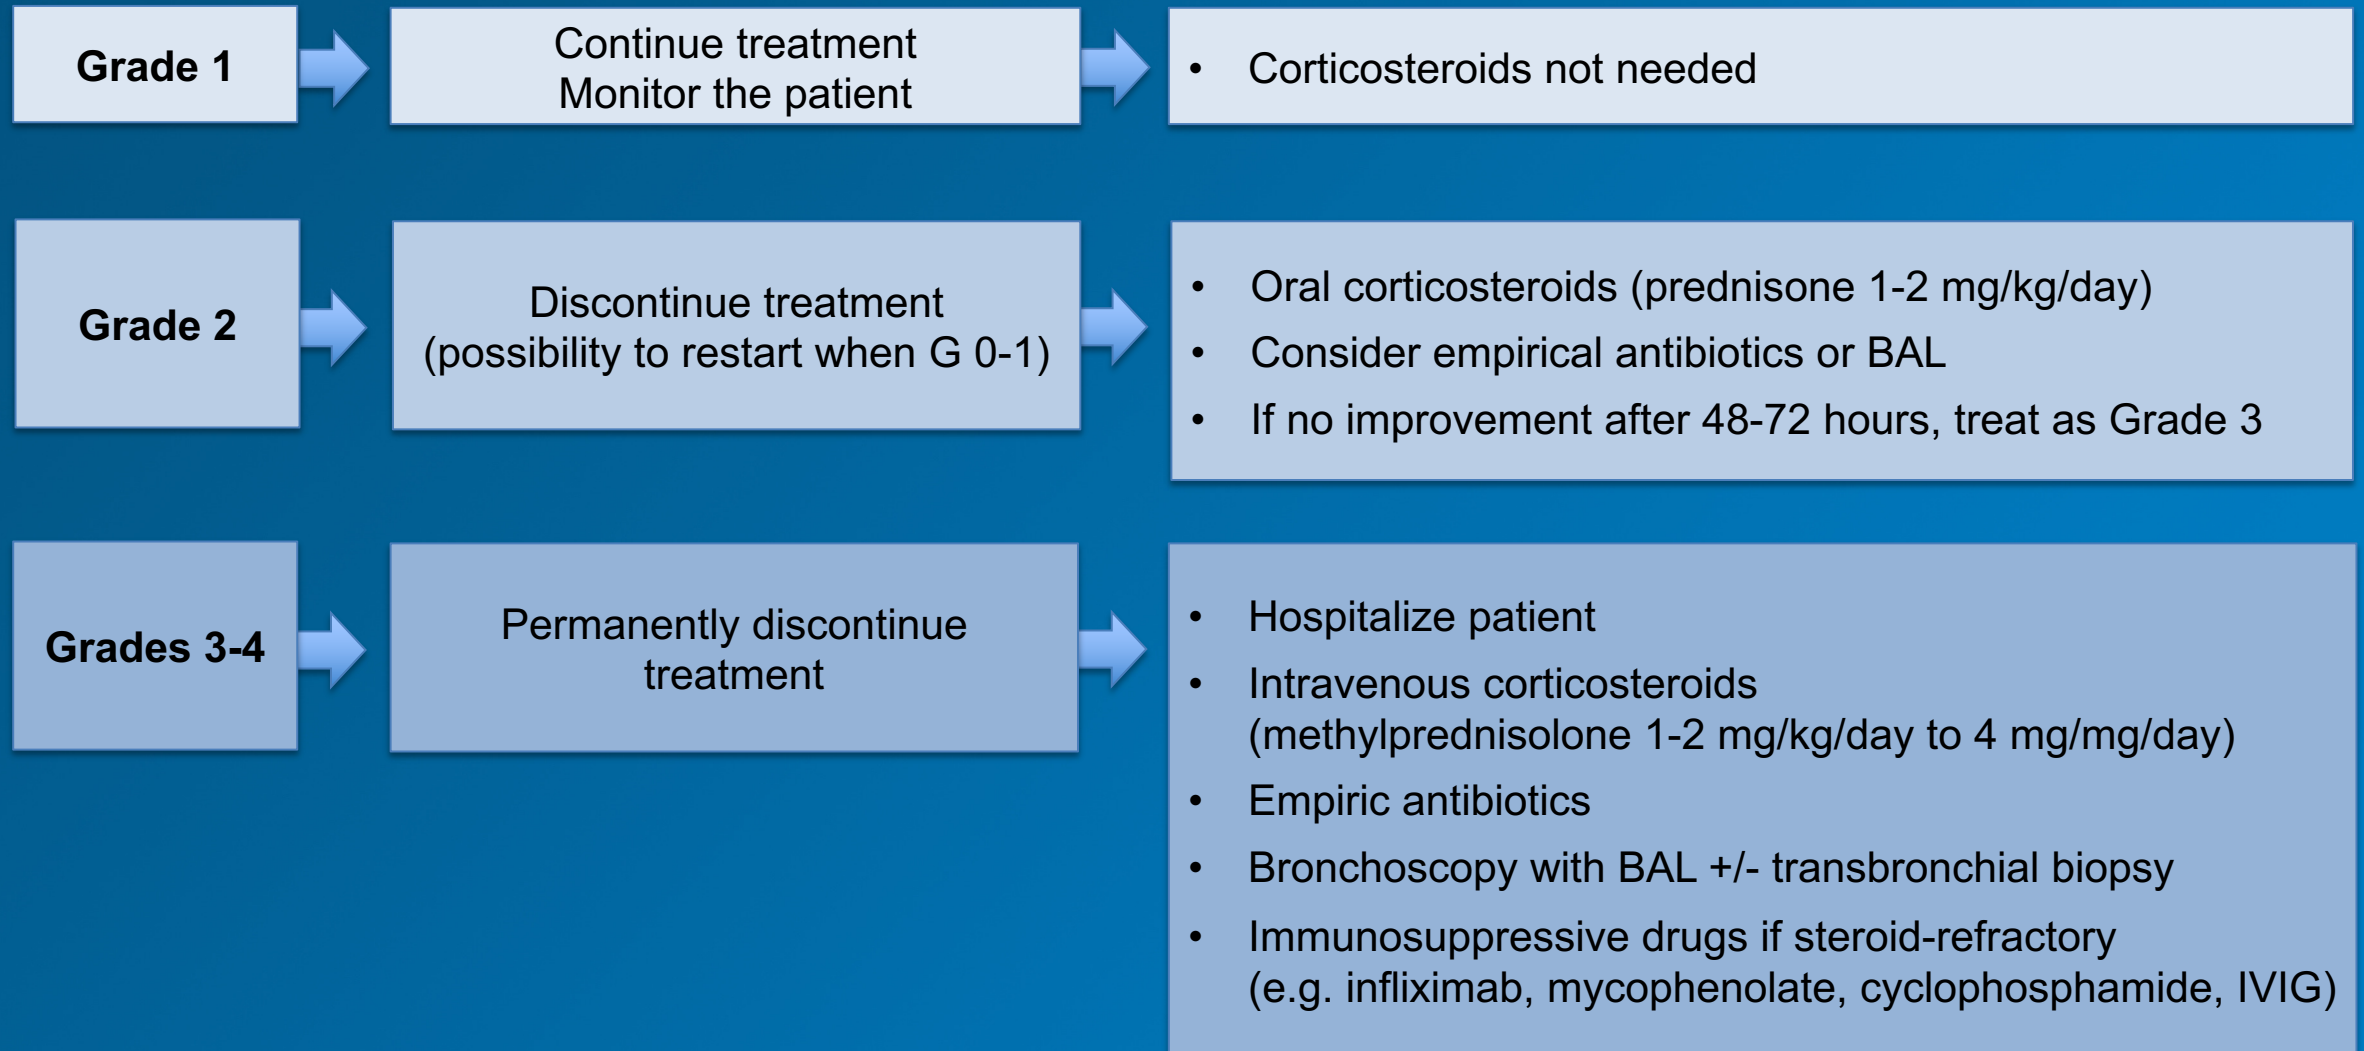 Grade 1
Continue treatment
Monitor the patient
• Corticosteroids not needed
Grade 2
Discontinue treatment
(possibility to restart when G 0-1)
• Oral corticosteroids (prednisone 1-2 mg/kg/day)
• Consider empirical antibiotics or BAL
• If no improvement after 48-72 hours, treat as Grade 3
Grades 3-4
Permanently discontinue
treatment
• Hospitalize patient
• Intravenous corticosteroids
(methylprednisolone 1-2 mg/kg/day to 4 mg/mg/day)
• Empiric antibiotics
• Bronchoscopy with BAL +/- transbronchial biopsy
• Immunosuppressive drugs if steroid-refractory
(e.g. infliximab, mycophenolate, cyclophosphamide, IVIG)